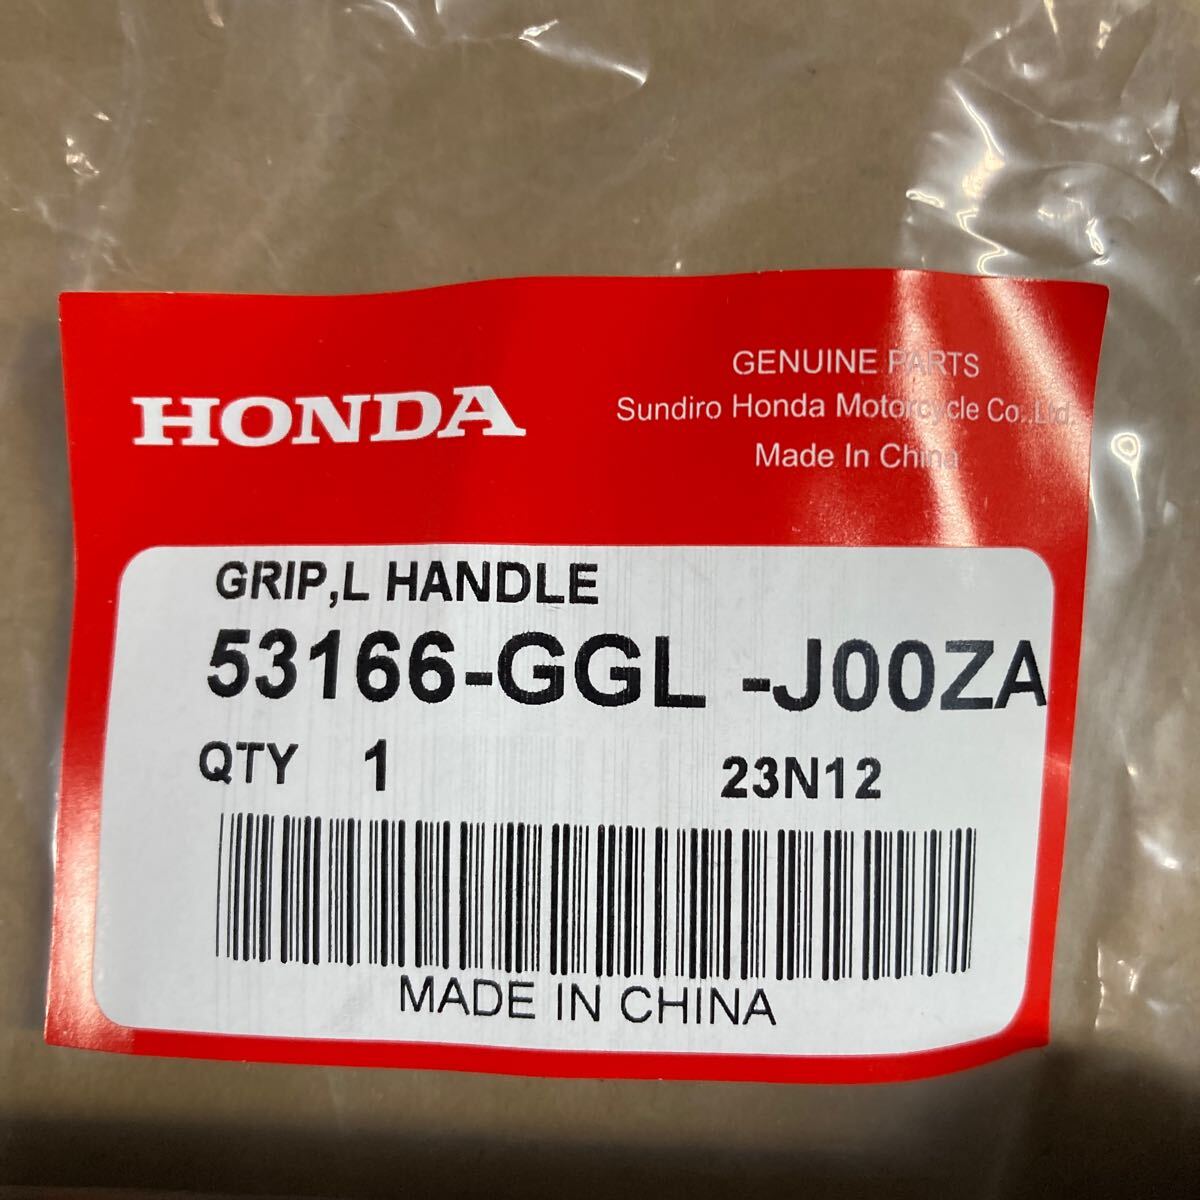 HONDA
GENUINE PARTS
Sundiro Honda Motorcycle Co.,Ltd.
Made In China
GRIP,L HANDLE
53166-GGL -J00ZA
QTY 1 23N12
MADE IN CHINA